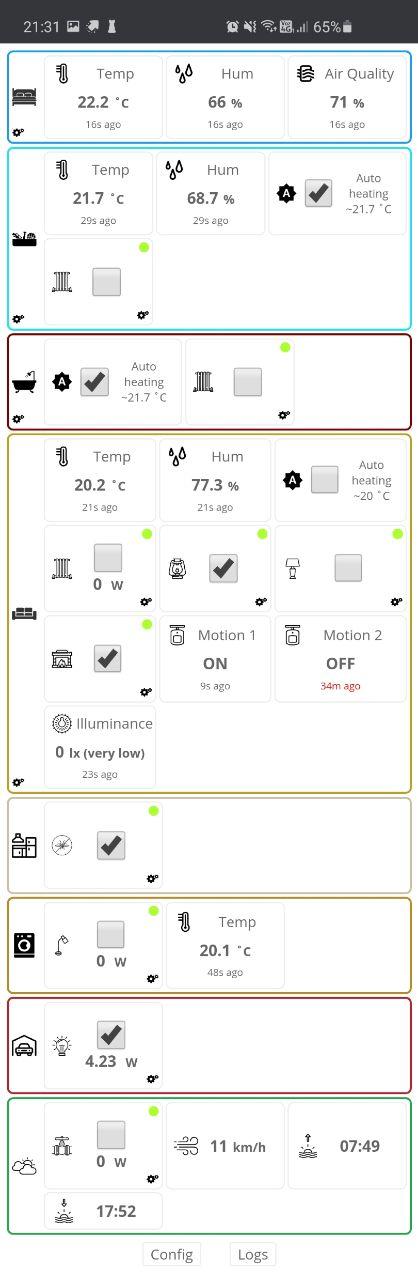 21:31 65%
Temp Hum Air Quality
22.2 °C 66 % 71 %
16s ago 16s ago 16s ago
Temp Hum
21.7 °C 68.7 %
29s ago 29s ago
A
Auto
heating
~21.7 °C
A
Auto
heating
~21.7 °C
Temp Hum
20.2 °C 77.3 %
21s ago 21s ago
A
Auto
heating
~20 °C
0 W
Motion 1 Motion 2
ON OFF
9s ago 34m ago
Illuminance
0 lx (very low)
23s ago
0 W
Temp
20.1 °C
48s ago
4.23 W
0 W
11 km/h
07:49
17:52
Config Logs